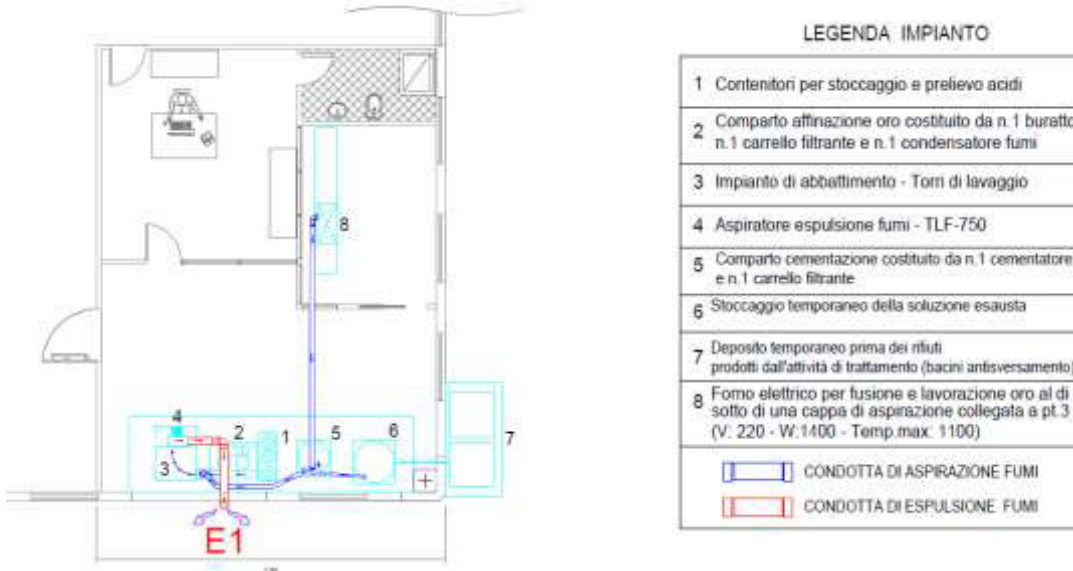 LEGENDA IMPIANTO
1 Contenitori per stoccaggio e prelievo acidi
2 Comparto affinazione oro costituito da n.1 buratto
n.1 carrello filtrante e n.1 condensatore fumi
3 Impianto di abbattimento - Torri di lavaggio
4 Aspiratore espulsione fumi - TLF-750
5 Comparto cementazione costituito da n.1 cementatore
e n.1 carrello filtrante
6 Stoccaggio temporaneo della soluzione esausta
7 Deposito temporaneo prima dei rifiuti
prodotti dall'attività di trattamento (bacini antisversamento)
8 Forno elettrico per fusione e lavorazione oro al di
sotto di una cappa di aspirazione collegata a pt.3
(V: 220 - W:1400 - Temp.max: 1100)
CONDOTTA DI ASPIRAZIONE FUMI
CONDOTTA DI ESPULSIONE FUMI
8
4
2
1
5
6
7
3
E1